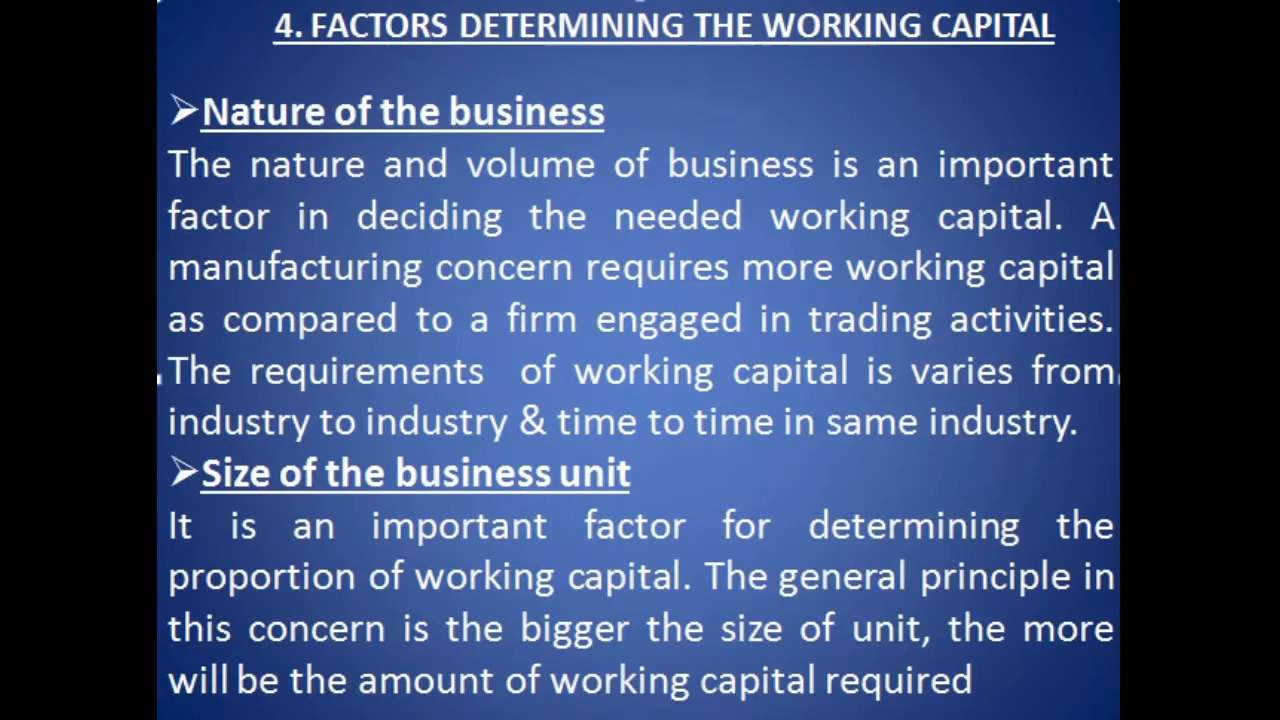 4. FACTORS DETERMINING THE WORKING CAPITAL
➢Nature of the business
The nature and volume of business is an important
factor in deciding the needed working capital. A
manufacturing concern requires more working capital
as compared to a firm engaged in trading activities.
The requirements of working capital is varies from
industry to industry & time to time in same industry.
➢Size of the business unit
It is an important factor for determining the
proportion of working capital. The general principle in
this concern is the bigger the size of unit, the more
will be the amount of working capital required